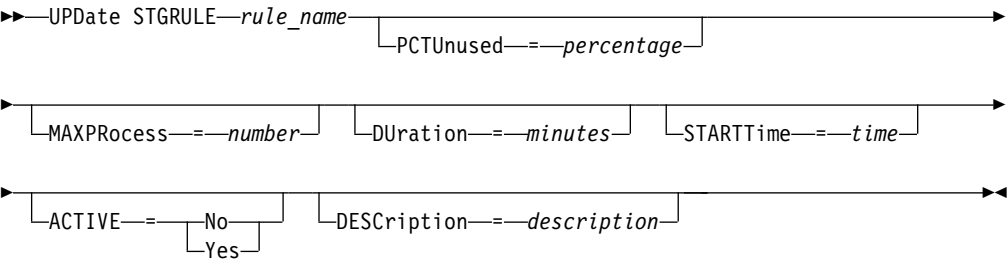 UPDate STGRULE rule_name
PCTUnused = percentage
MAXPRocess = number DUration = minutes STARTTime = time
ACTIVE = No DESCription = description
Yes